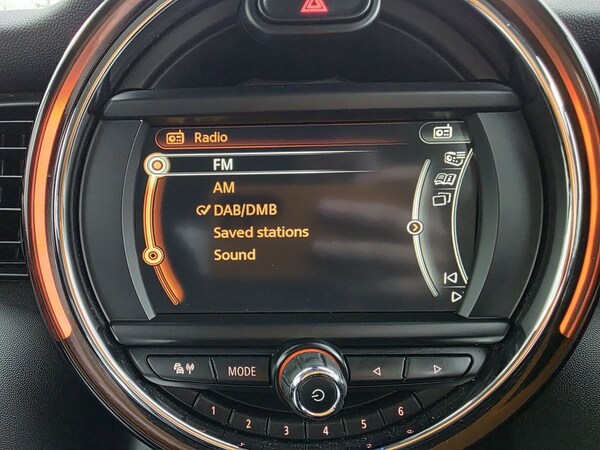 Radio
FM
AM
DAB/DMB
Saved stations
Sound
MODE
1 2 3 4 5 6